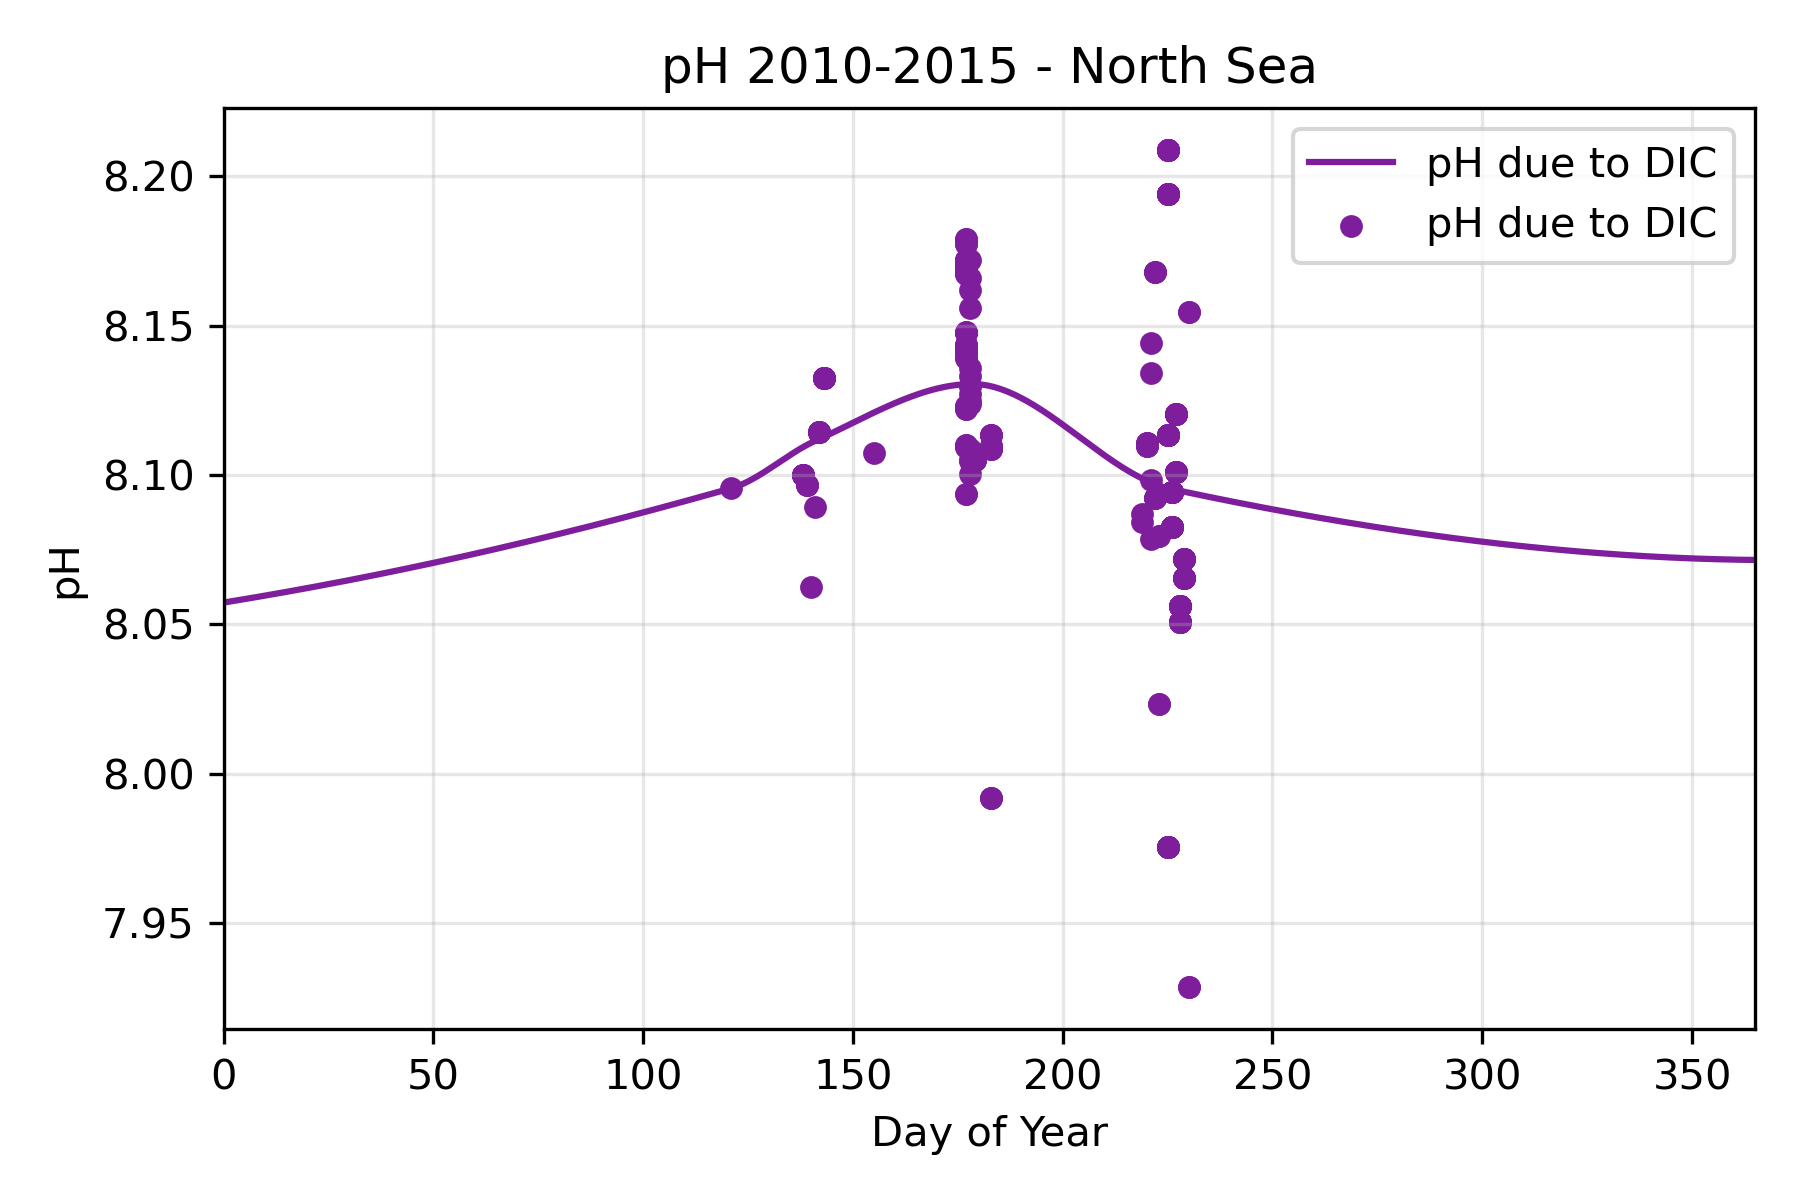 pH 2010-2015 - North Sea
pH due to DIC
pH due to DIC
8.20
8.15
8.10
8.05
8.00
7.95
pH
0 50 100 150 200 250 300 350
Day of Year